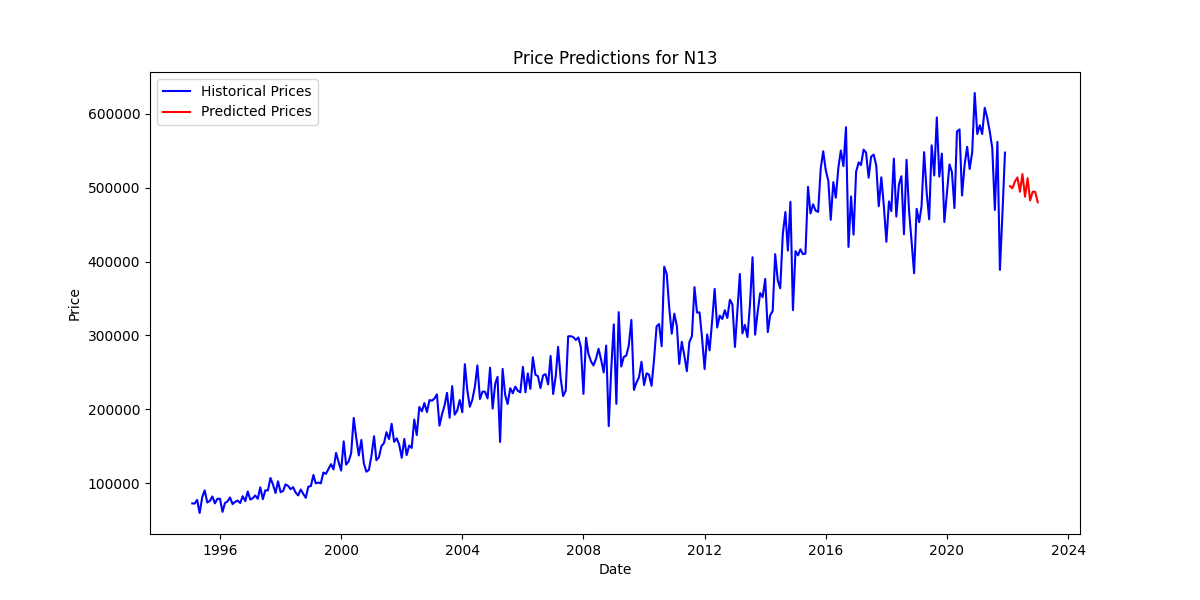 Price Predictions for N13
Historical Prices
Predicted Prices
600000
500000
400000
300000
200000
100000
Price
1996
2000
2004
2008
2012
2016
2020
2024
Date